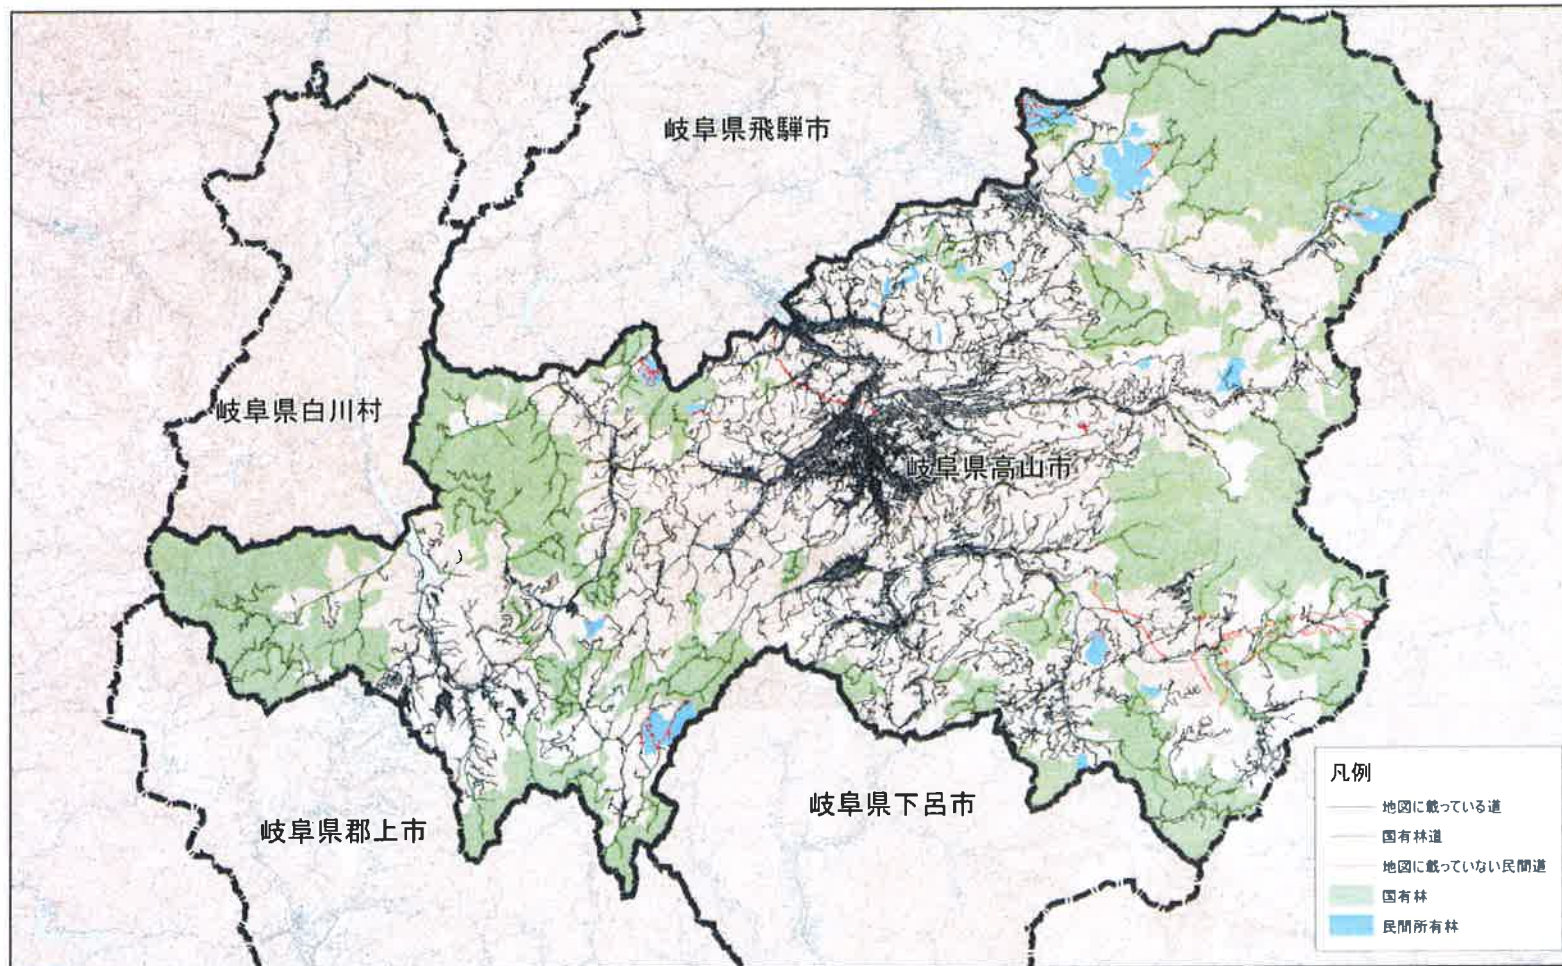 岐阜県飛騨市
岐阜県白川村
岐阜県高山市
岐阜県下呂市
岐阜県郡上市
凡例
地図に載っている道
国有林道
地図に載っていない民間道
国有林
民間所有林